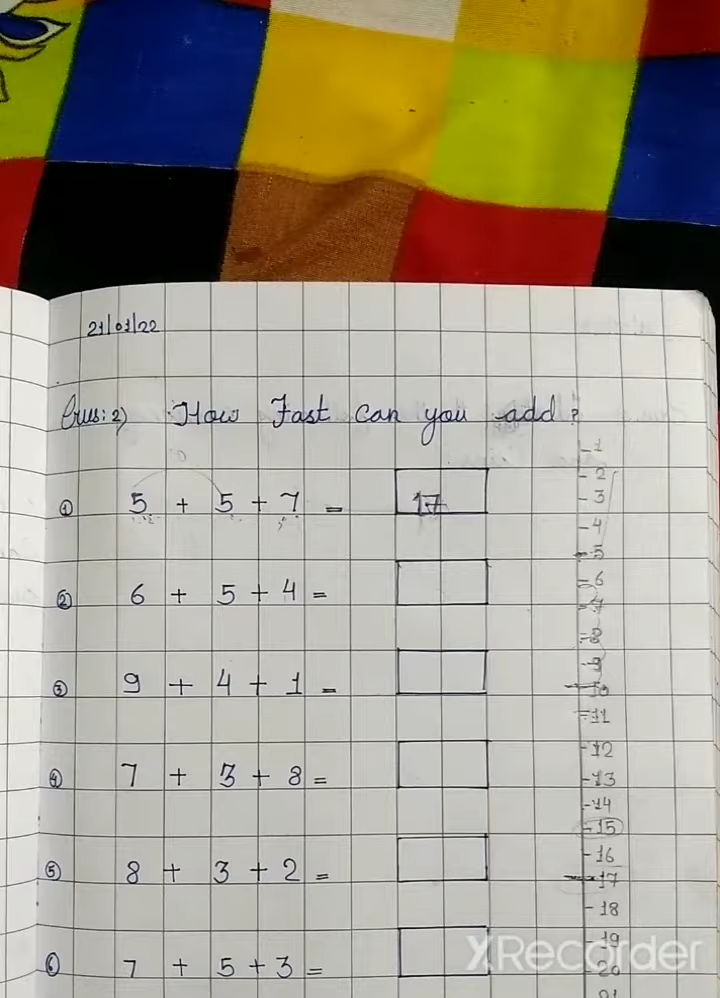 21/01/22
Ques: 2) How Fast can you add?
① 5 + 5 + 7 = 17
② 6 + 5 + 4 =
③ 9 + 4 + 1 =
④ 7 + 3 + 8 =
⑤ 8 + 3 + 2 =
⑥ 7 + 5 + 3 =
1
2
3
4
5
6
7
8
9
10
11
12
13
14
15
16
17
18
19
20
XRecorder